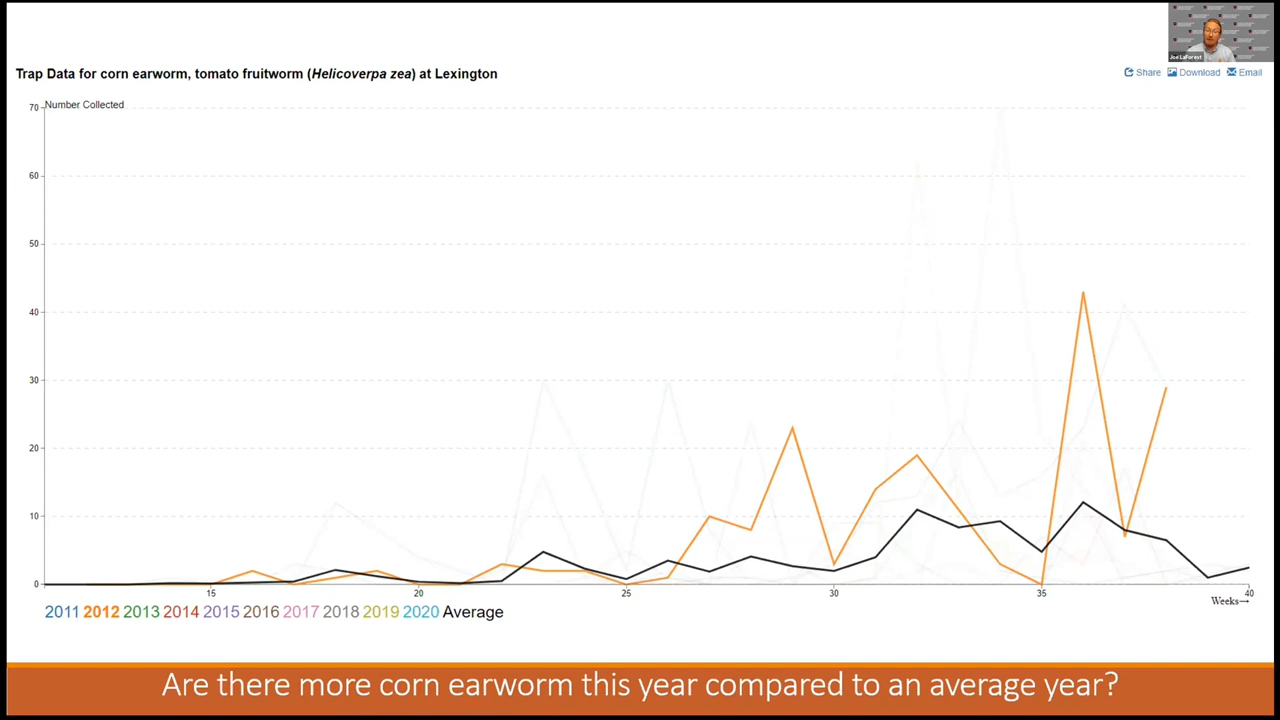 Joe LaForest
Trap Data for corn earworm, tomato fruitworm (Helicoverpa zea) at Lexington
Share Download Email
Number Collected
70
60
50
40
30
20
10
0
15 20 25 30 35 40
Weeks→
2011 2012 2013 2014 2015 2016 2017 2018 2019 2020 Average
Are there more corn earworm this year compared to an average year?